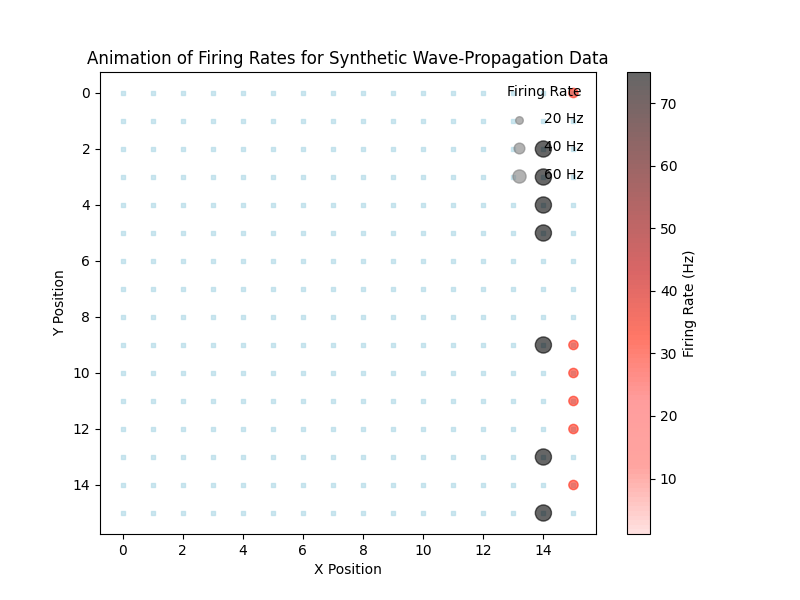 Animation of Firing Rates for Synthetic Wave-Propagation Data
Firing Rate
20 Hz
40 Hz
60 Hz
0
2
4
6
8
10
12
14
Y Position
0
2
4
6
8
10
12
14
X Position
70
60
50
40
30
20
10
Firing Rate (Hz)